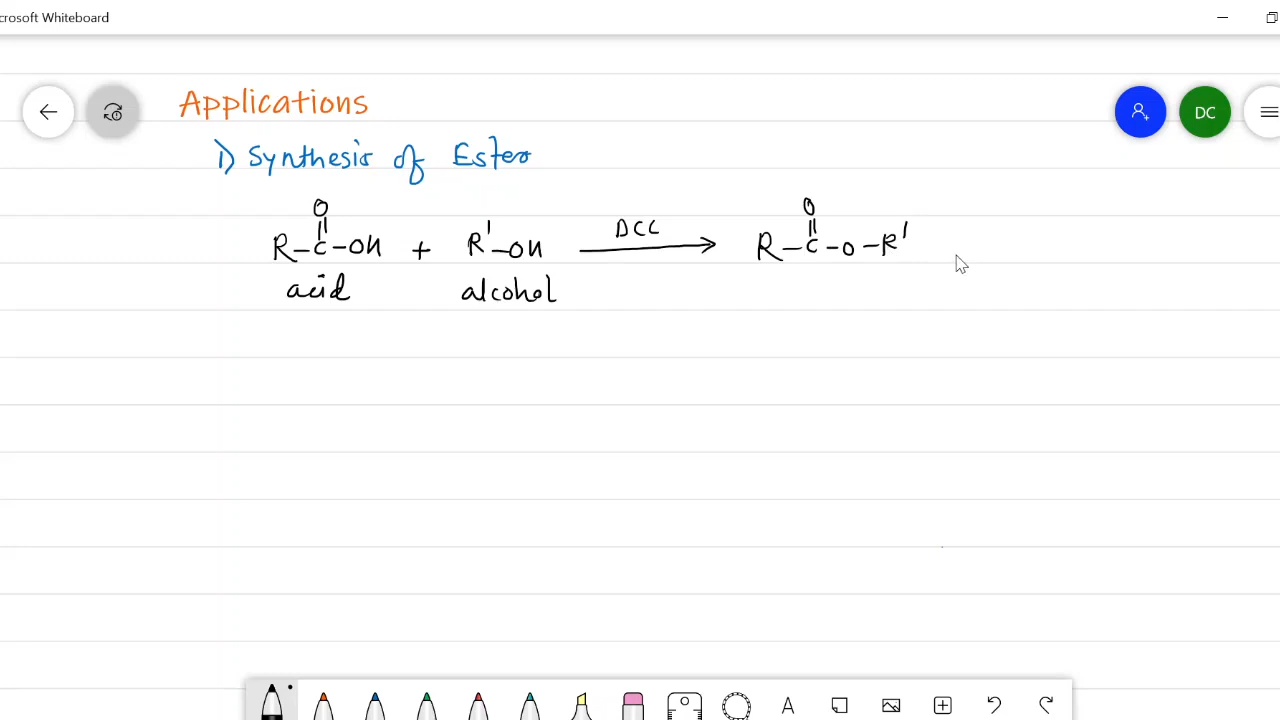 crosoft Whiteboard
Applications
1) Synthesis of Ester
O O
R-C-OH + R'-OH DCC R-C-O-R'
acid alcohol
DC
A